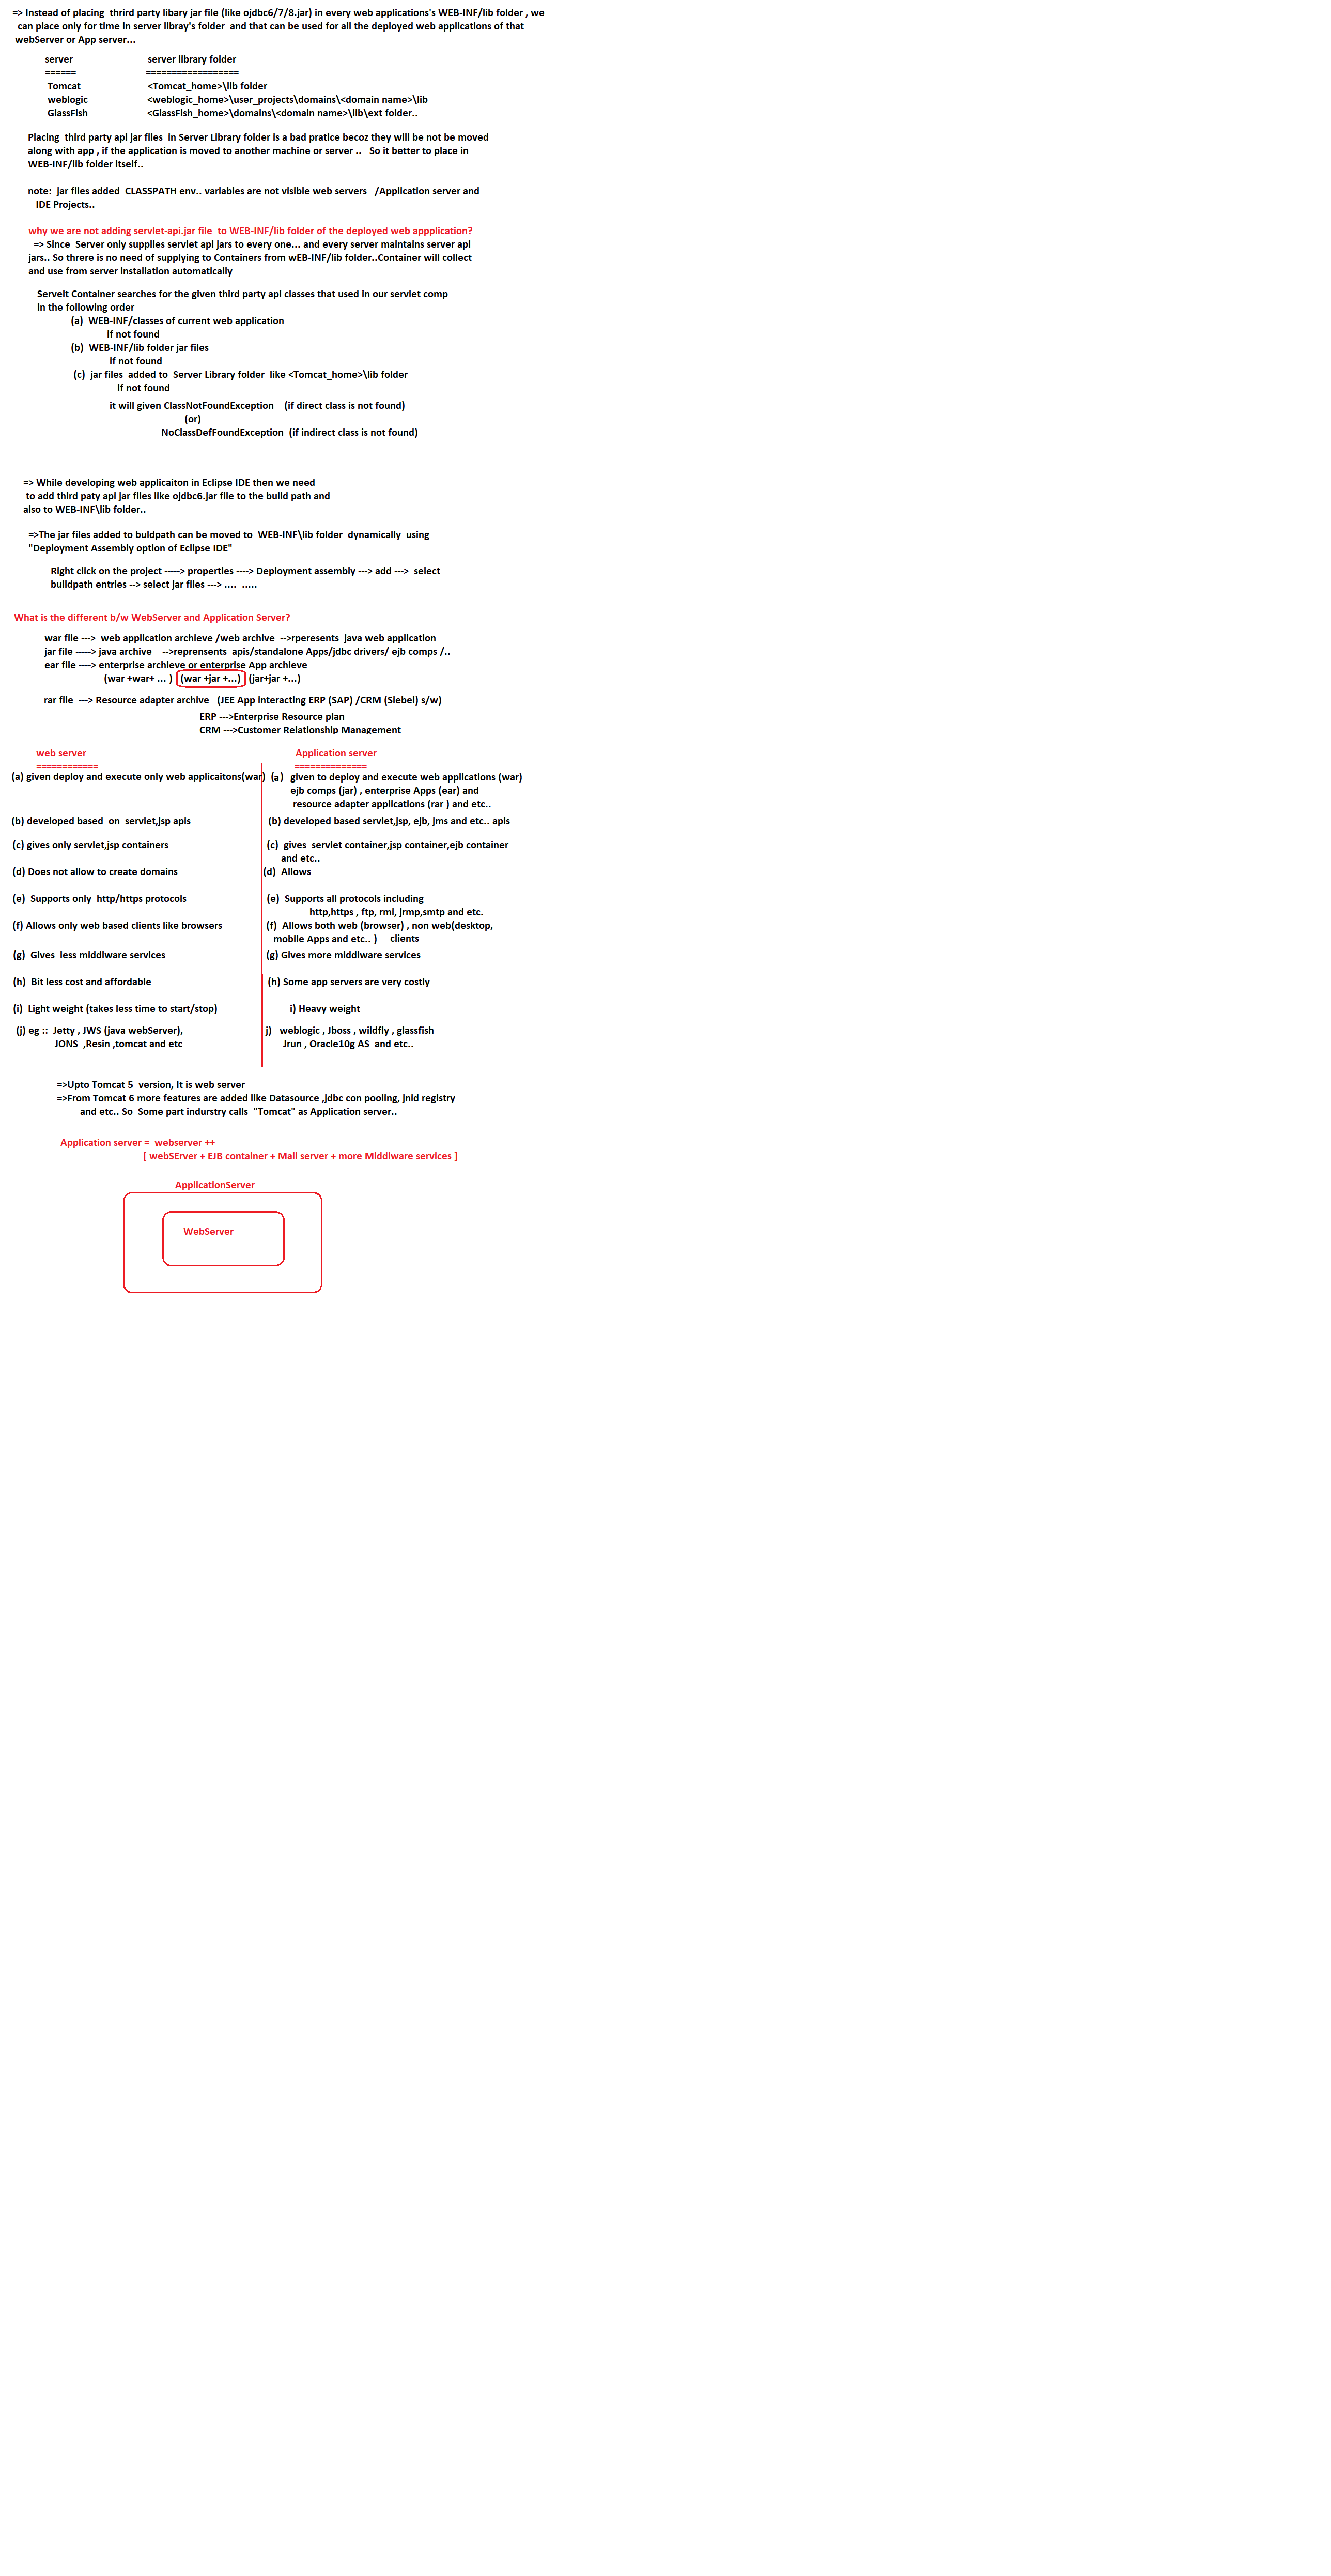 => Instead of placing  thrird party libary jar file (like ojdbc6/7/8.jar) in every web applications's WEB-INF/lib folder , we
can place only for time in server libray's folder  and that can be used for all the deployed web applications of that
webServer or App server...
server    server library folder
======    ==================
Tomcat    <Tomcat_home>\lib folder
weblogic    <weblogic_home>\user_projects\domains\<domain name>\lib
GlassFish    <GlassFish_home>\domains\<domain name>\lib\ext folder..
Placing  third party api jar files  in Server Library folder is a bad pratice becoz they will be not be moved
along with app , if the application is moved to another machine or server ..   So it better to place in
WEB-INF/lib folder itself..
note:  jar files added  CLASSPATH env.. variables are not visible web servers   /Application server and
IDE Projects..
why we are not adding servlet-api.jar file  to WEB-INF/lib folder of the deployed web appplication?
=> Since  Server only supplies servlet api jars to every one... and every server maintains server api
jars.. So threre is no need of supplying to Containers from wEB-INF/lib folder..Container will collect
and use from server installation automatically
Servelt Container searches for the given third party api classes that used in our servlet comp
in the following order
(a)  WEB-INF/classes of current web application
if not found
(b)  WEB-INF/lib folder jar files
if not found
(c)  jar files  added to  Server Library folder  like <Tomcat_home>\lib folder
if not found
it will given ClassNotFoundException    (if direct class is not found)
(or)
NoClassDefFoundException  (if indirect class is not found)
=> While developing web applicaiton in Eclipse IDE then we need
to add third paty api jar files like ojdbc6.jar file to the build path and
also to WEB-INF\lib folder..
=>The jar files added to buldpath can be moved to  WEB-INF\lib folder  dynamically  using
"Deployment Assembly option of Eclipse IDE"
Right click on the project -----> properties ----> Deployment assembly ---> add --->  select
buildpath entries --> select jar files ---> ....  .....
What is the different b/w WebServer and Application Server?
war file --->  web application archieve /web archive  -->rperesents  java web application
jar file -----> java archive    -->reprensents  apis/standalone Apps/jdbc drivers/ ejb comps /..
ear file ----> enterprise archieve or enterprise App archieve
(war +war+ ... )  (war +jar +...)  (jar+jar +...)
rar file  ---> Resource adapter archive   (JEE App interacting ERP (SAP) /CRM (Siebel) s/w)
ERP --->Enterprise Resource plan
CRM --->Customer Relationship Management
web server    Application server
============    ==============
(a) given deploy and execute only web applicaitons(war)    (a)  given to deploy and execute web applications (war)
ejb comps (jar) , enterprise Apps (ear) and
resource adapter applications (rar ) and etc..
(b) developed based  on  servlet,jsp apis    (b) developed based servlet,jsp, ejb, jms and etc.. apis
(c) gives only servlet,jsp containers    (c)  gives  servlet container,jsp container,ejb container
and etc..
(d) Does not allow to create domains    (d)  Allows
(e)  Supports only  http/https protocols    (e)  Supports all protocols including
http,https , ftp, rmi, jrmp,smtp and etc.
(f) Allows only web based clients like browsers    (f)  Allows both web (browser) , non web(desktop,
mobile Apps and etc.. )    clients
(g)  Gives  less middlware services    (g) Gives more middlware services
(h)  Bit less cost and affordable    (h) Some app servers are very costly
(i)  Light weight (takes less time to start/stop)    i) Heavy weight
(j) eg ::  Jetty , JWS (java webServer),    j)   weblogic , Jboss , wildfly , glassfish
JONS  ,Resin ,tomcat and etc    Jrun , Oracle10g AS  and etc..
=>Upto Tomcat 5  version, It is web server
=>From Tomcat 6 more features are added like Datasource ,jdbc con pooling, jnid registry
and etc.. So  Some part indurstry calls  "Tomcat" as Application server..
Application server =  webserver ++
[ webSErver + EJB container + Mail server + more Middlware services ]
ApplicationServer
WebServer